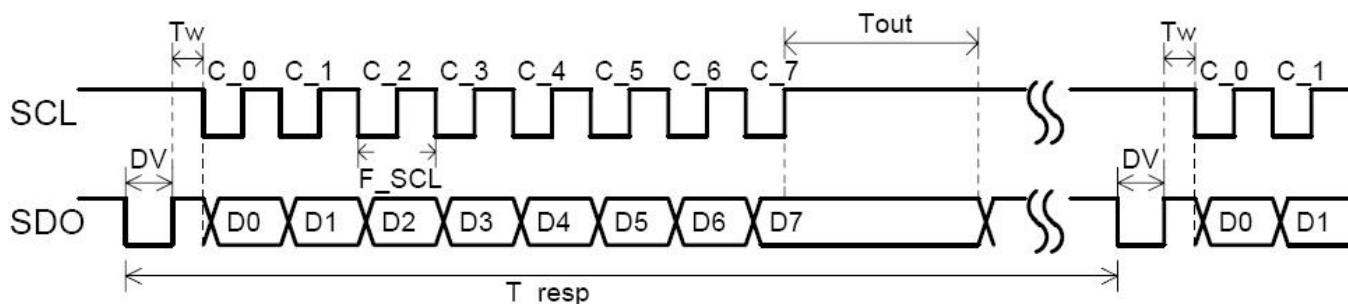 Tw Tout Tw
C_0 C_1 C_2 C_3 C_4 C_5 C_6 C_7 C_0 C_1
SCL
DV F_SCL DV
SDO D0 D1 D2 D3 D4 D5 D6 D7 D0 D1
T_resp